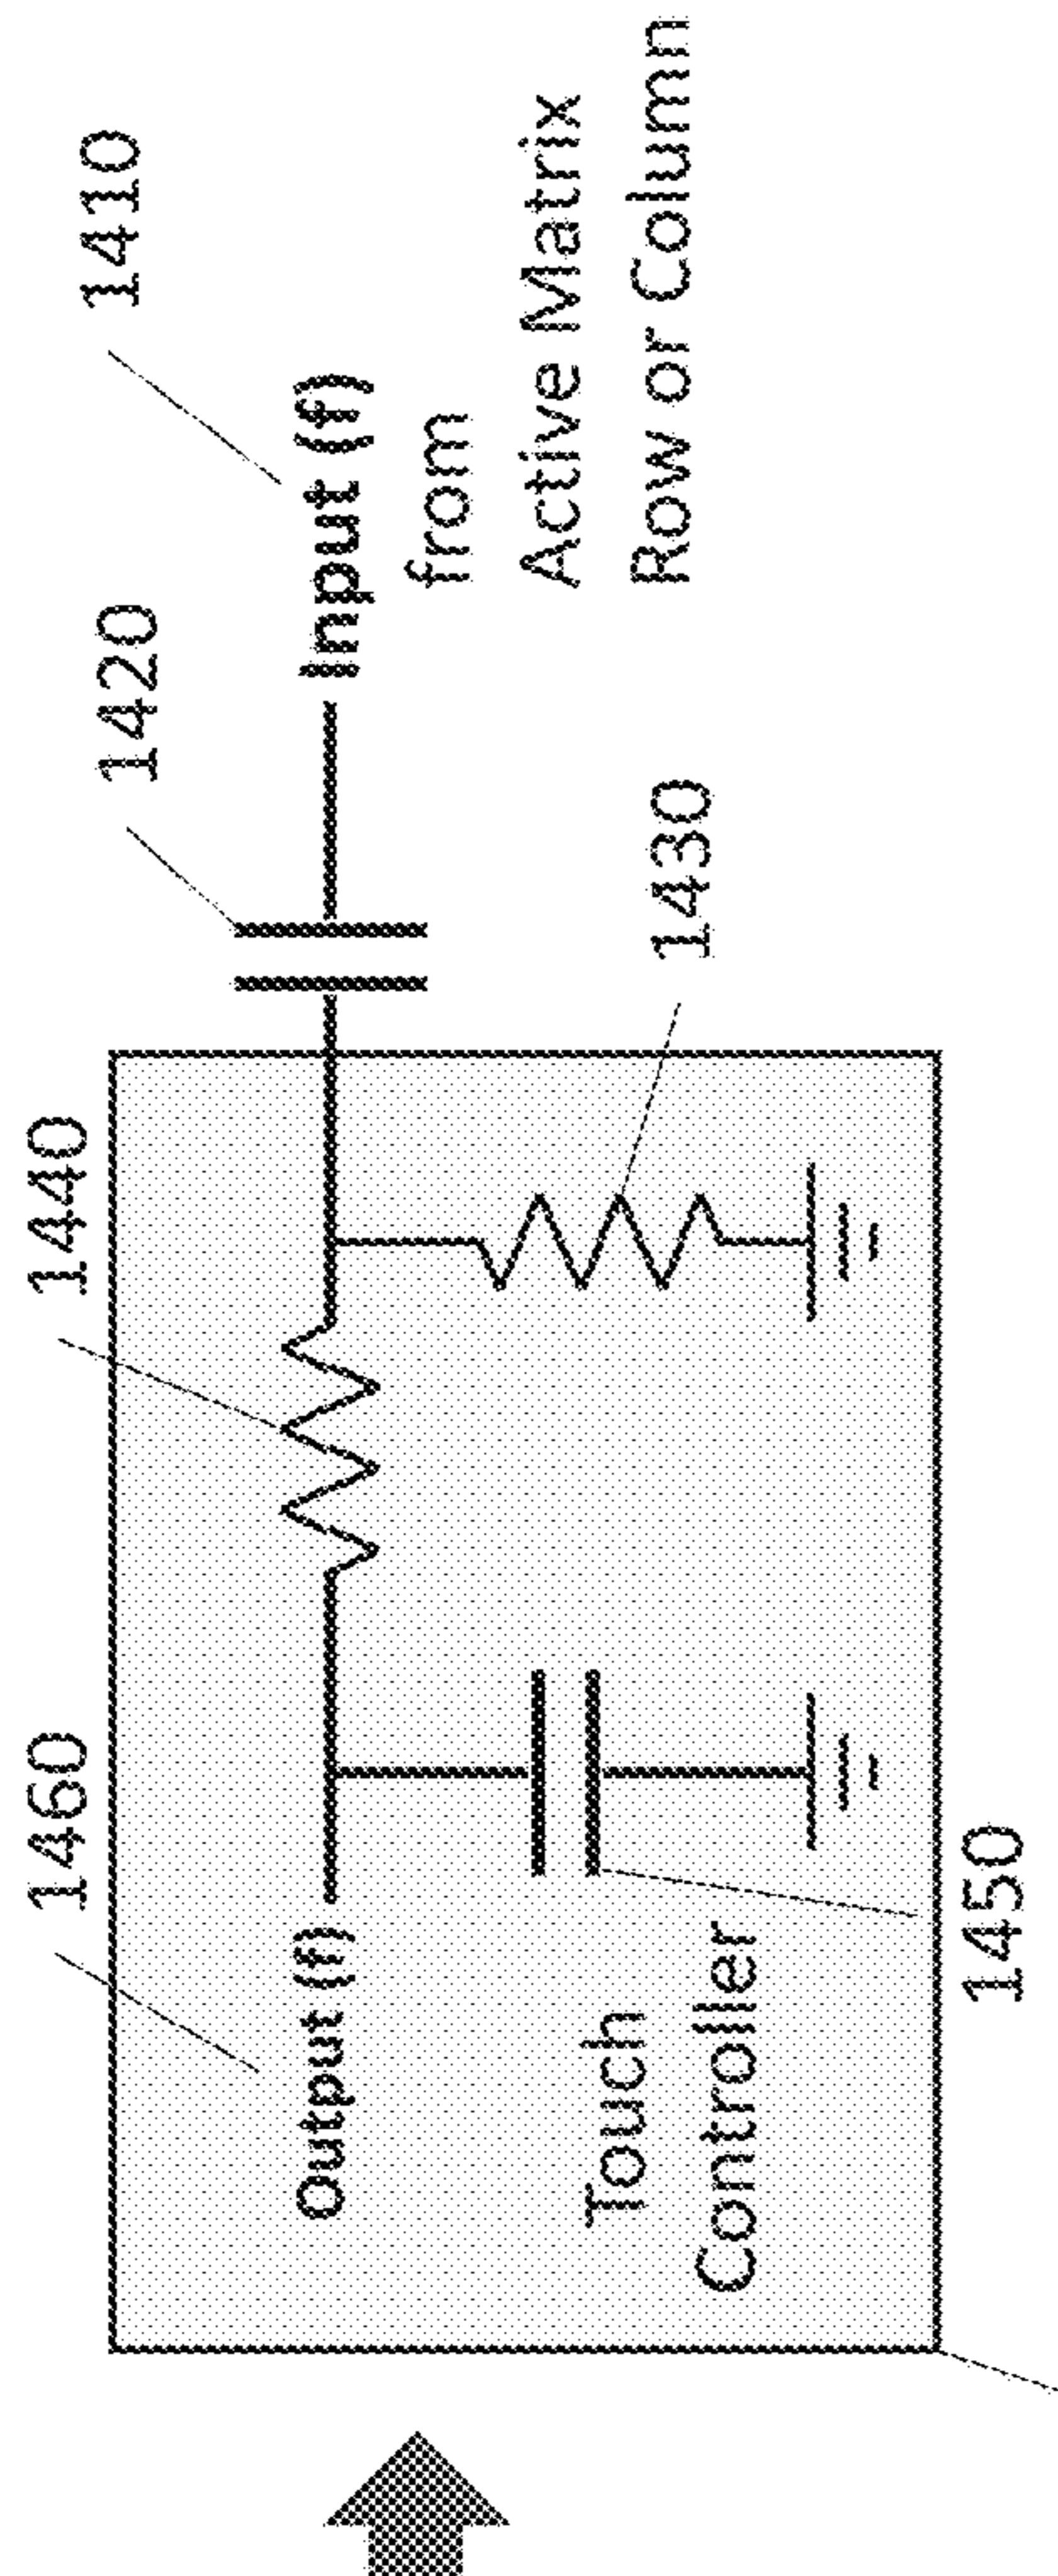 1460
1440
1420
1410
Output (f)
Input (f)
from
Active Matrix
Row or Column
Touch
Controller
1430
1450